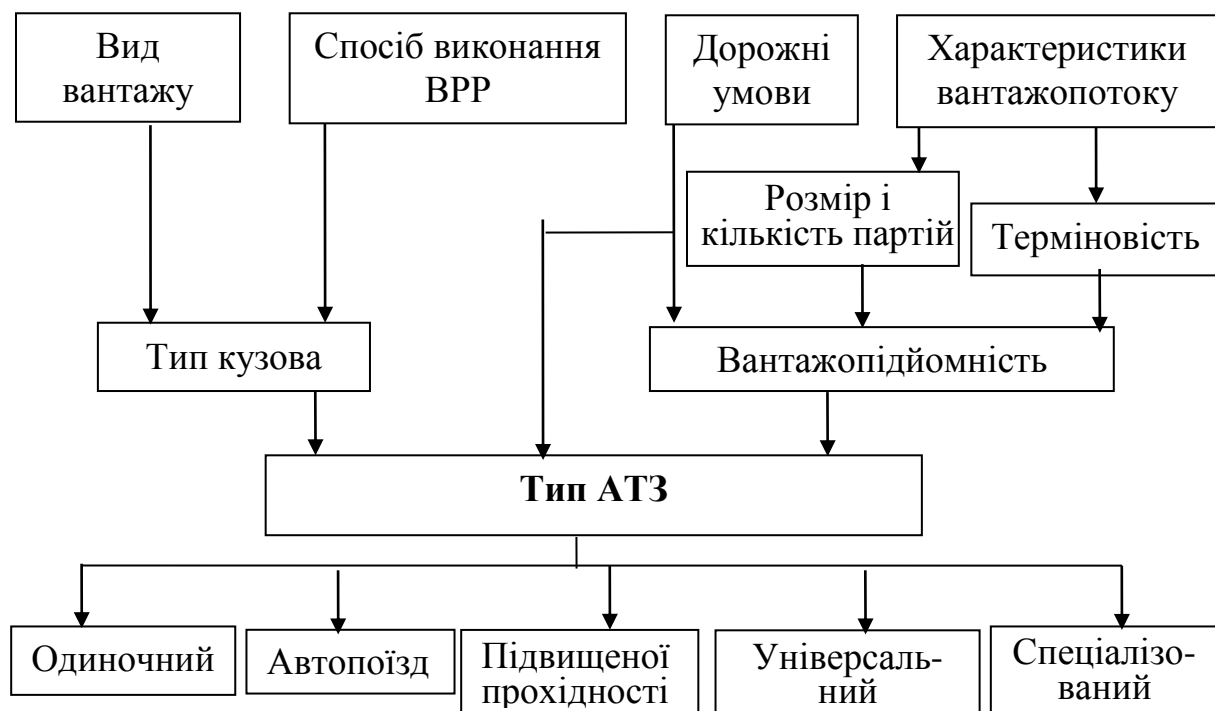 Вид
вантажу
Спосіб виконання
ВРР
Дорожні
умови
Характеристики
вантажопотоку
Розмір і
кількість партій
Терміновість
Тип кузова
Вантажопідйомність
Тип АТЗ
Одиночний
Автопоїзд
Підвищеної
прохідності
Універсаль-
ний
Спеціалізо-
ваний